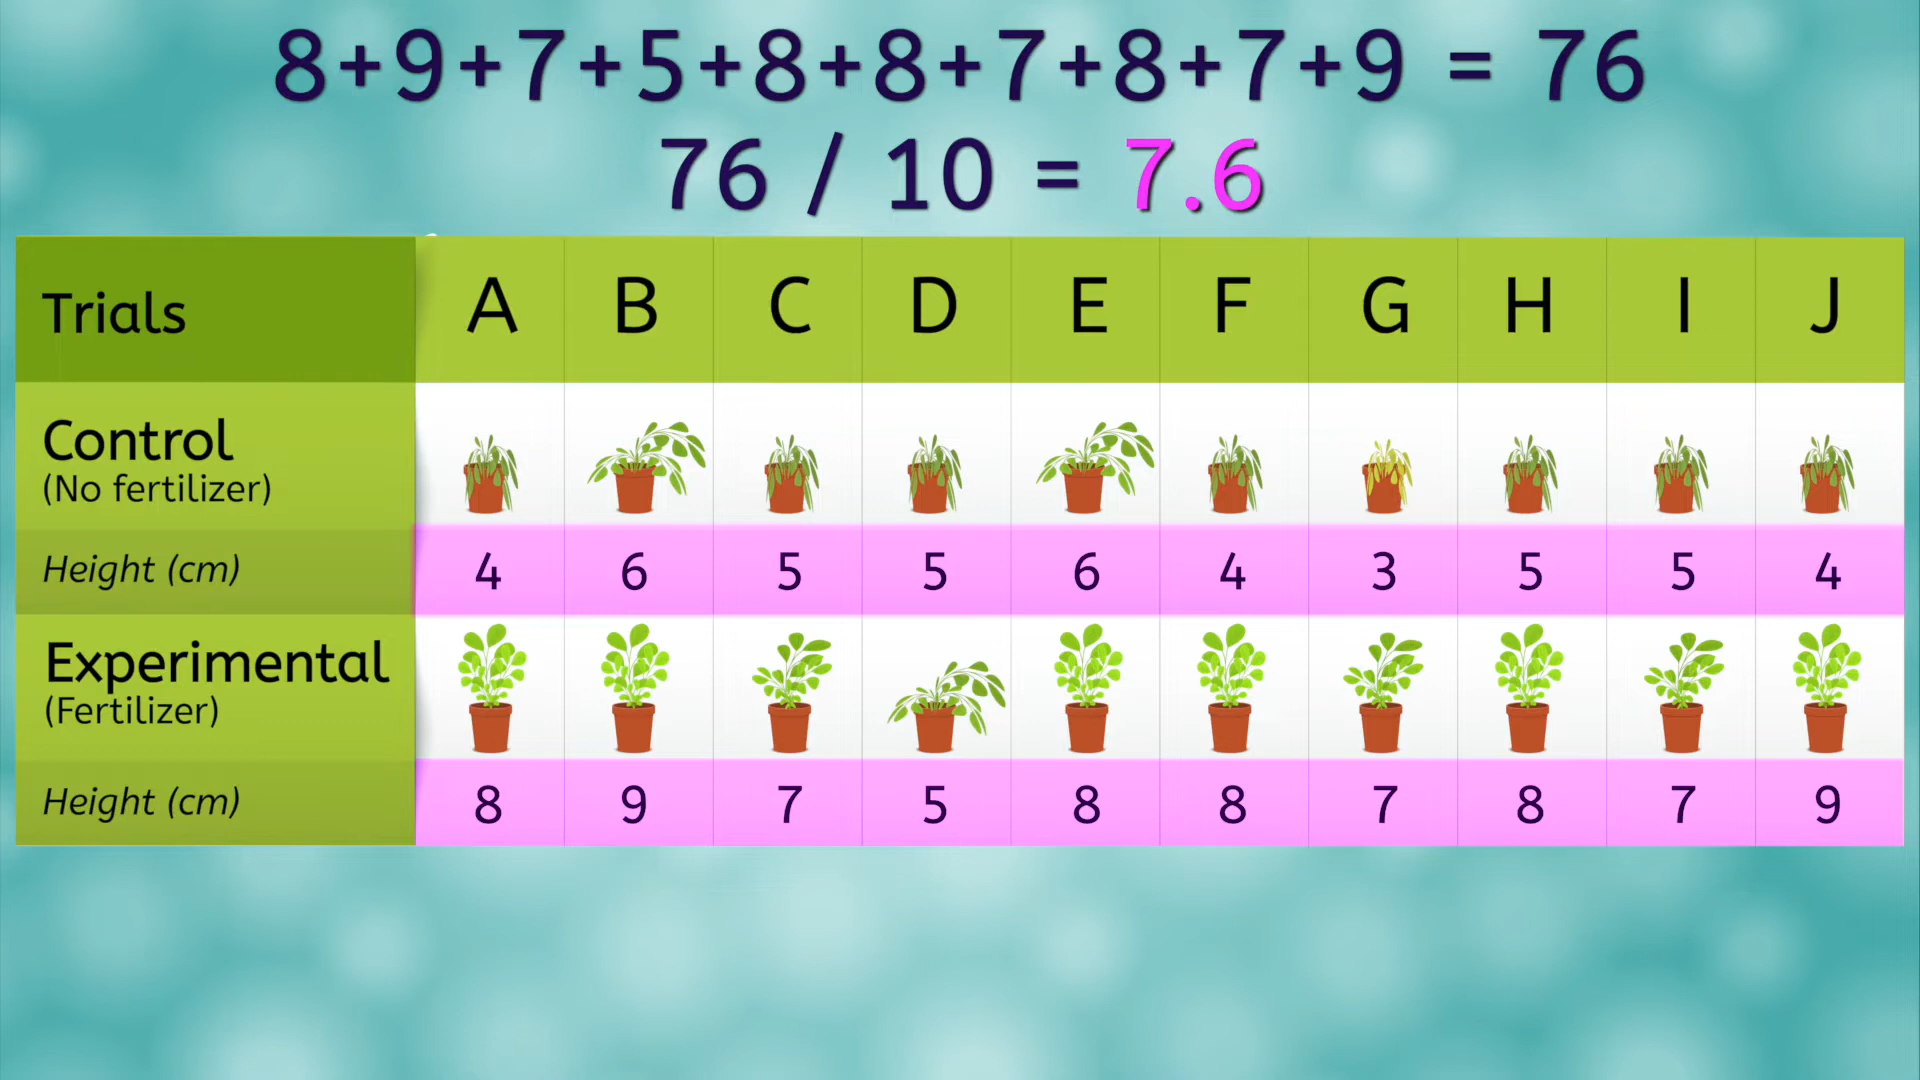 8+9+7+5+8+8+7+8+7+9 = 76
76 / 10 = 7.6
Trials A B C D E F G H I J
Control
(No fertilizer)
Height (cm) 4 6 5 5 6 4 3 5 5 4
Experimental
(Fertilizer)
Height (cm) 8 9 7 5 8 8 7 8 7 9